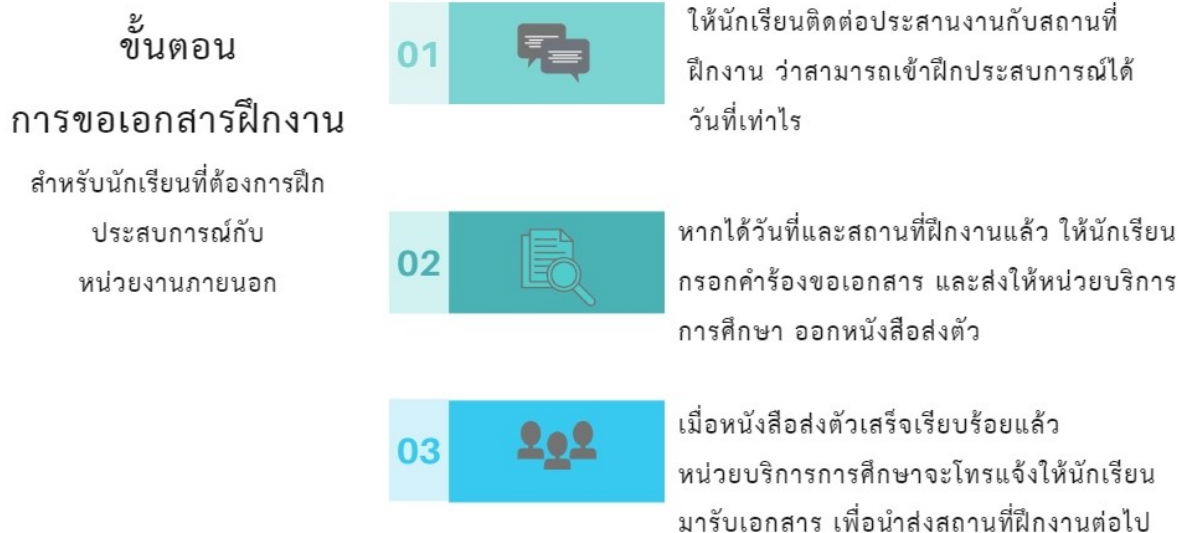 ขั้นตอน
การขอเอกสารฝึกงาน
สำหรับนักเรียนที่ต้องการฝึก
ประสบการณ์กับ
หน่วยงานภายนอก
01
ให้นักเรียนติดต่อประสานงานกับสถานที่
ฝึกงาน ว่าสามารถเข้าฝึกประสบการณ์ได้
วันที่เท่าไร
02
หากได้วันที่และสถานที่ฝึกงานแล้ว ให้นักเรียน
กรอกคำร้องขอเอกสาร และส่งให้หน่วยบริการ
การศึกษา ออกหนังสือส่งตัว
03
เมื่อหนังสือส่งตัวเสร็จเรียบร้อยแล้ว
หน่วยบริการการศึกษาจะโทรแจ้งให้นักเรียน
มารับเอกสาร เพื่อนำส่งสถานที่ฝึกงานต่อไป